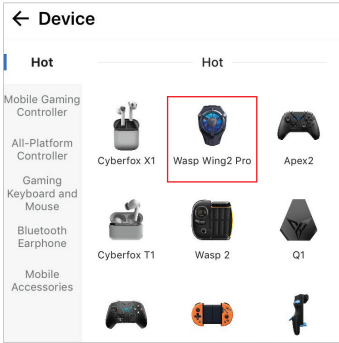 ← Device
Hot
Mobile Gaming
Controller
All-Platform
Controller
Gaming
Keyboard and
Mouse
Bluetooth
Earphone
Mobile
Accessories
Hot
Cyberfox X1 Wasp Wing2 Pro Apex2
Cyberfox T1 Wasp 2 Q1